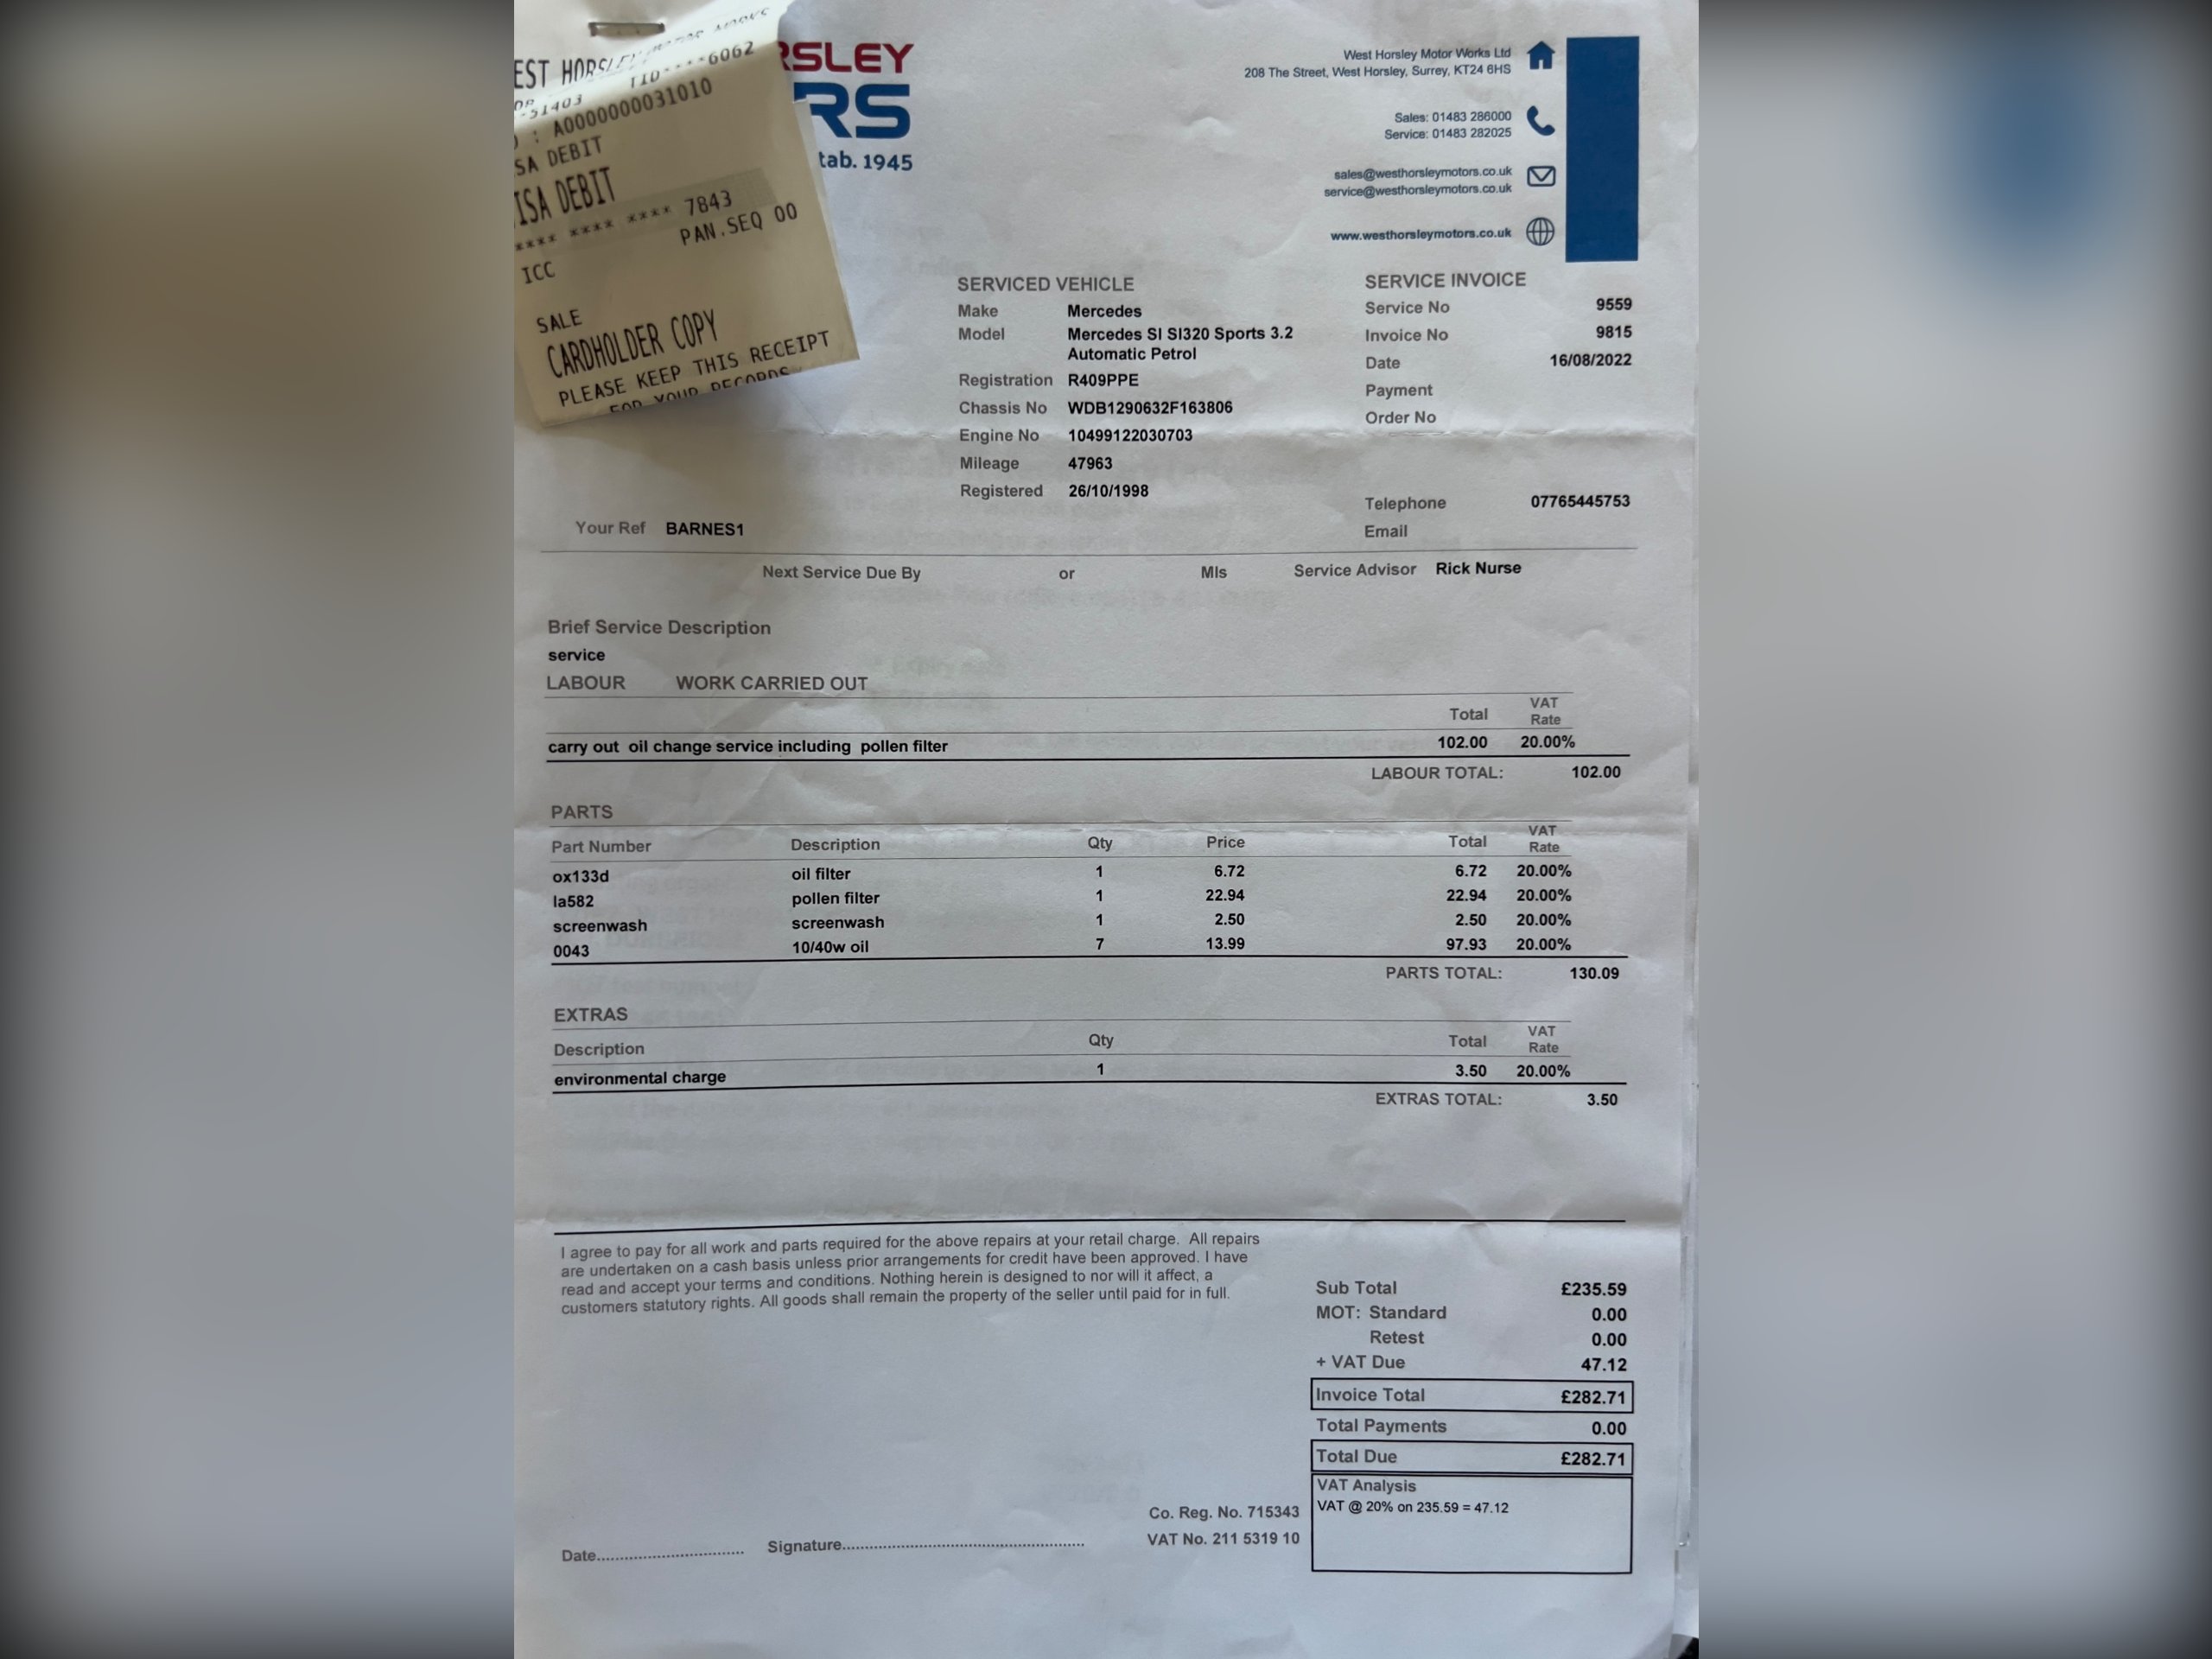 EST HORSLEY MOTOR WORKS
51403 TID ****6062
: A0000000031010
SA DEBIT
ISA DEBIT
**** **** **** 7843
PAN.SEQ 00
ICC
SALE
CARDHOLDER COPY
PLEASE KEEP THIS RECEIPT
FOR YOUR RECORDS
RSLEY
RS
tab. 1945
West Horsley Motor Works Ltd
208 The Street, West Horsley, Surrey, KT24 6HS
Sales: 01483 286000
Service: 01483 282025
sales@westhorsleymotors.co.uk
service@westhorsleymotors.co.uk
www.westhorsleymotors.co.uk
SERVICED VEHICLE
Make Mercedes
Model Mercedes Sl Sl320 Sports 3.2
Automatic Petrol
Registration R409PPE
Chassis No WDB1290632F163806
Engine No 10499122030703
Mileage 47963
Registered 26/10/1998
SERVICE INVOICE
Service No 9559
Invoice No 9815
Date 16/08/2022
Payment
Order No
Telephone 07765445753
Email
Your Ref BARNES1
Next Service Due By or Mls Service Advisor Rick Nurse
Brief Service Description
service
LABOUR WORK CARRIED OUT
Total VAT Rate
carry out oil change service including pollen filter 102.00 20.00%
LABOUR TOTAL: 102.00
PARTS
Part Number Description Qty Price Total VAT Rate
ox133d oil filter 1 6.72 6.72 20.00%
la582 pollen filter 1 22.94 22.94 20.00%
screenwash screenwash 1 2.50 2.50 20.00%
0043 10/40w oil 7 13.99 97.93 20.00%
PARTS TOTAL: 130.09
EXTRAS
Description Qty Total VAT Rate
environmental charge 1 3.50 20.00%
EXTRAS TOTAL: 3.50
I agree to pay for all work and parts required for the above repairs at your retail charge. All repairs
are undertaken on a cash basis unless prior arrangements for credit have been approved. I have
read and accept your terms and conditions. Nothing herein is designed to nor will it affect, a
customers statutory rights. All goods shall remain the property of the seller until paid for in full.
Sub Total £235.59
MOT: Standard 0.00
Retest 0.00
+ VAT Due 47.12
Invoice Total £282.71
Total Payments 0.00
Total Due £282.71
VAT Analysis
VAT @ 20% on 235.59 = 47.12
Co. Reg. No. 715343
VAT No. 211 5319 10
Date.............................. Signature..................................................